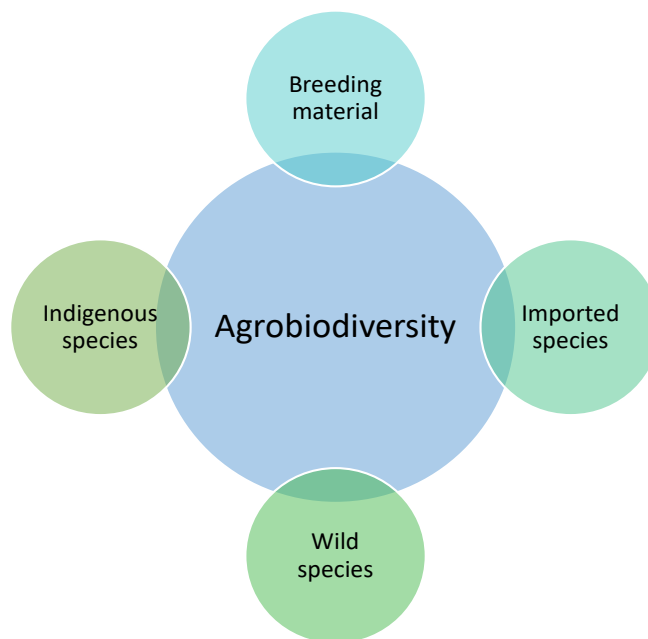 Breeding
material
Indigenous
species
Agrobiodiversity
Imported
species
Wild
species